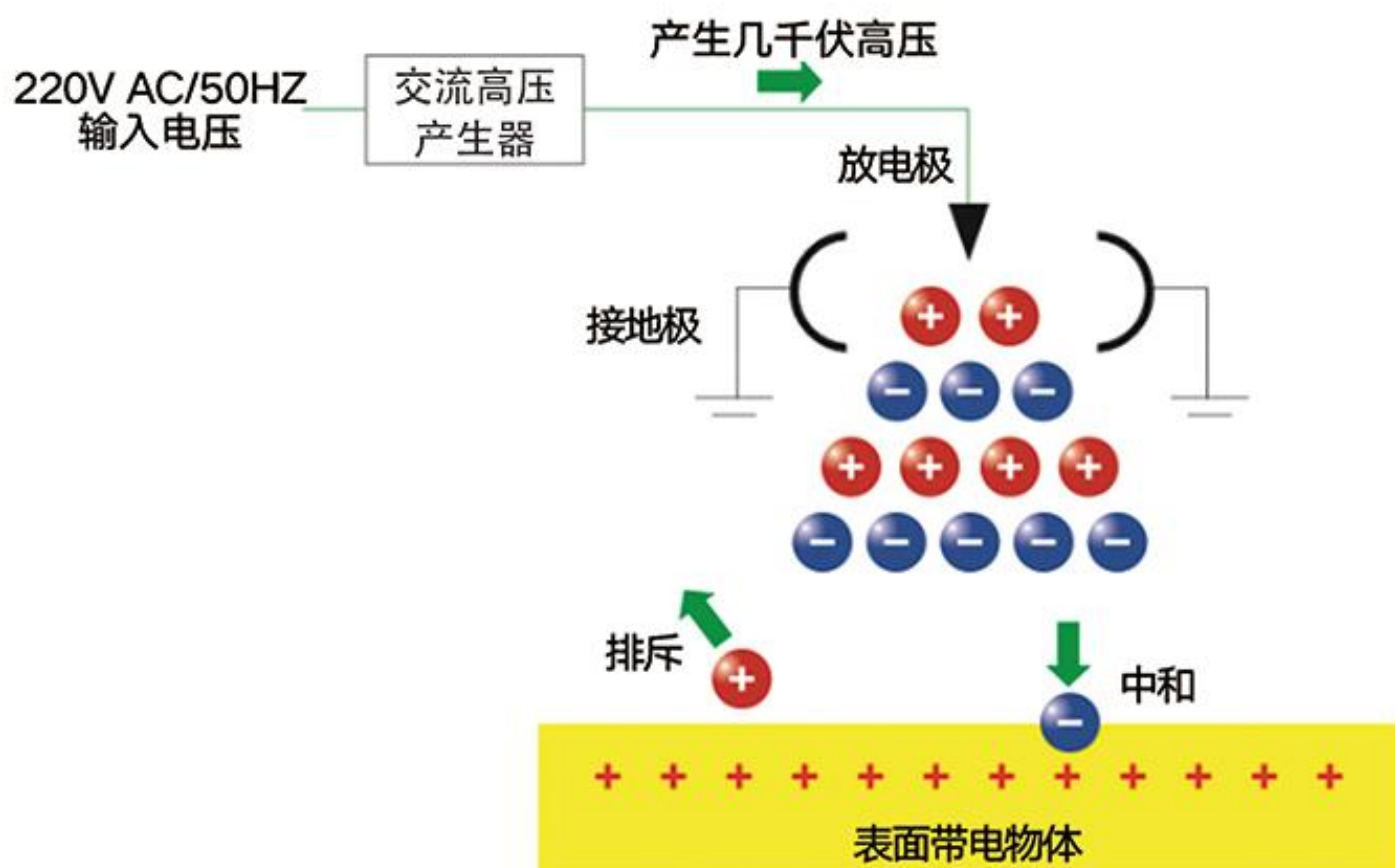 产生几千伏高压
220V AC/50HZ
输入电压
交流高压
产生器
放电极
接地极
+ +
− − −
+ + + +
− − − − −
排斥
+
中和
−
+ + + + + + + + + + + +
表面带电物体